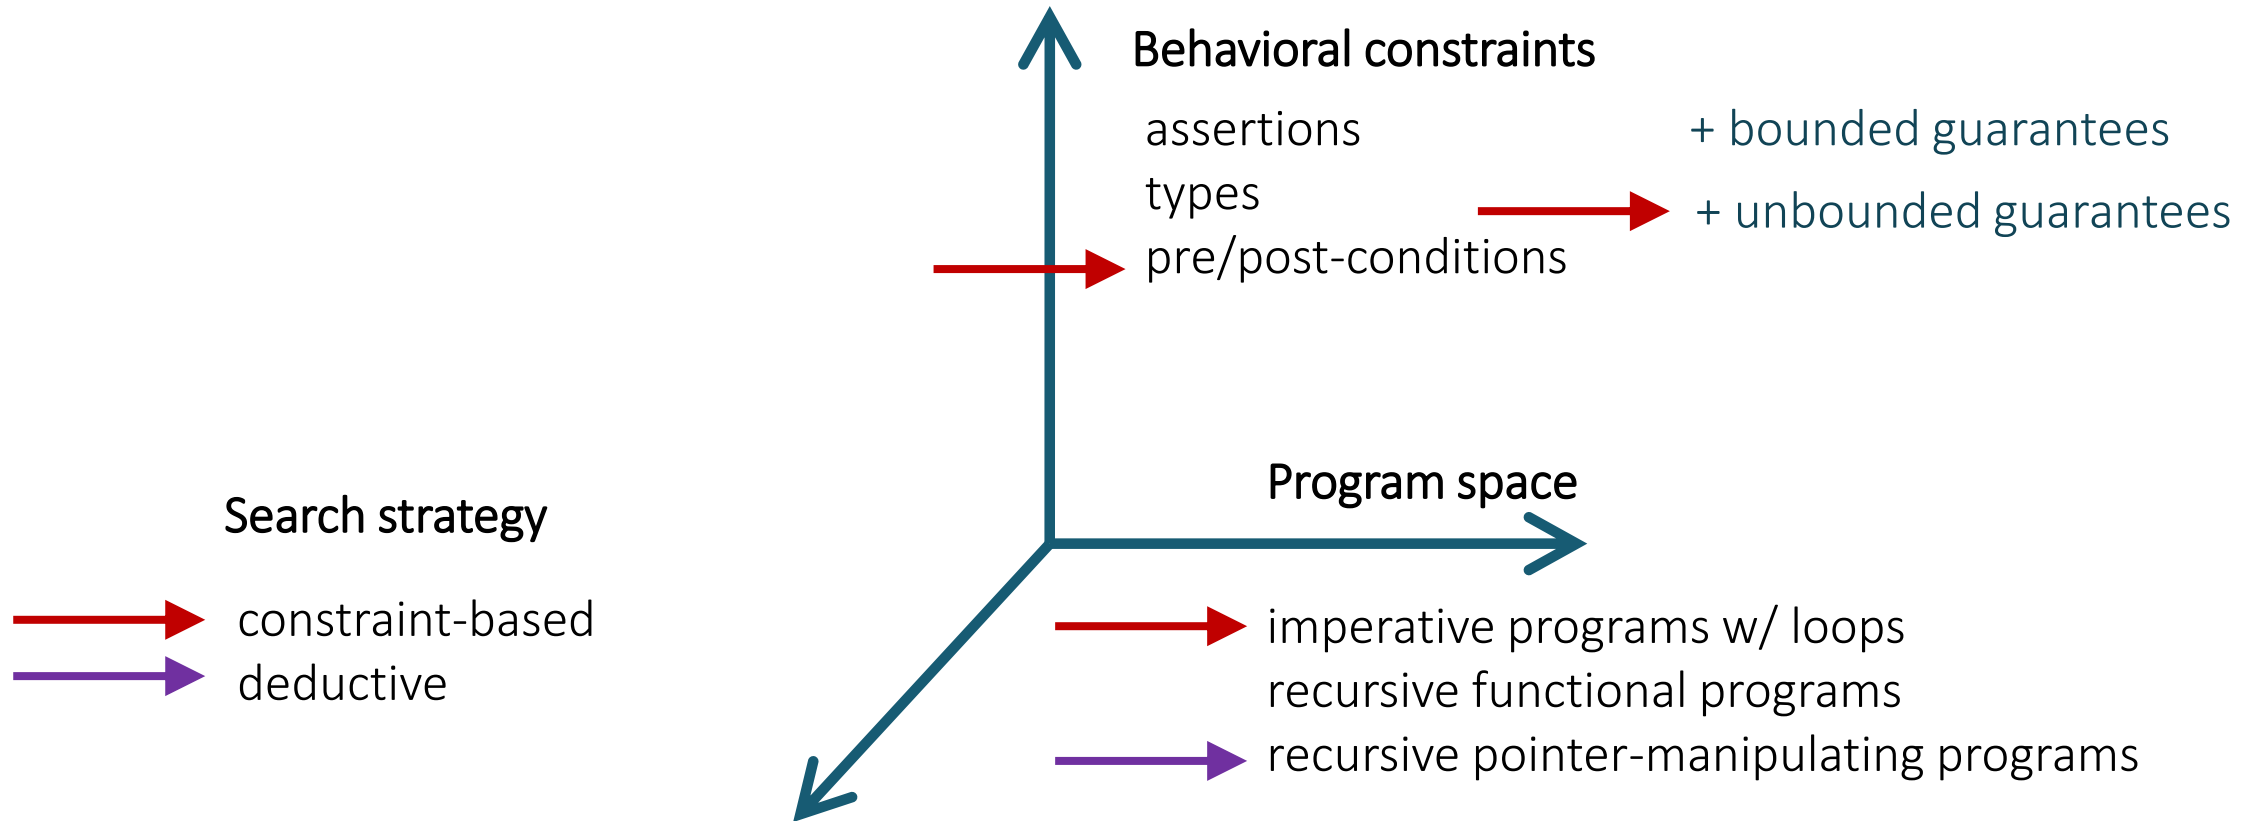 Behavioral constraints
assertions
+ bounded guarantees
types
+ unbounded guarantees
pre/post-conditions
Program space
Search strategy
constraint-based
deductive
imperative programs w/ loops
recursive functional programs
recursive pointer-manipulating programs